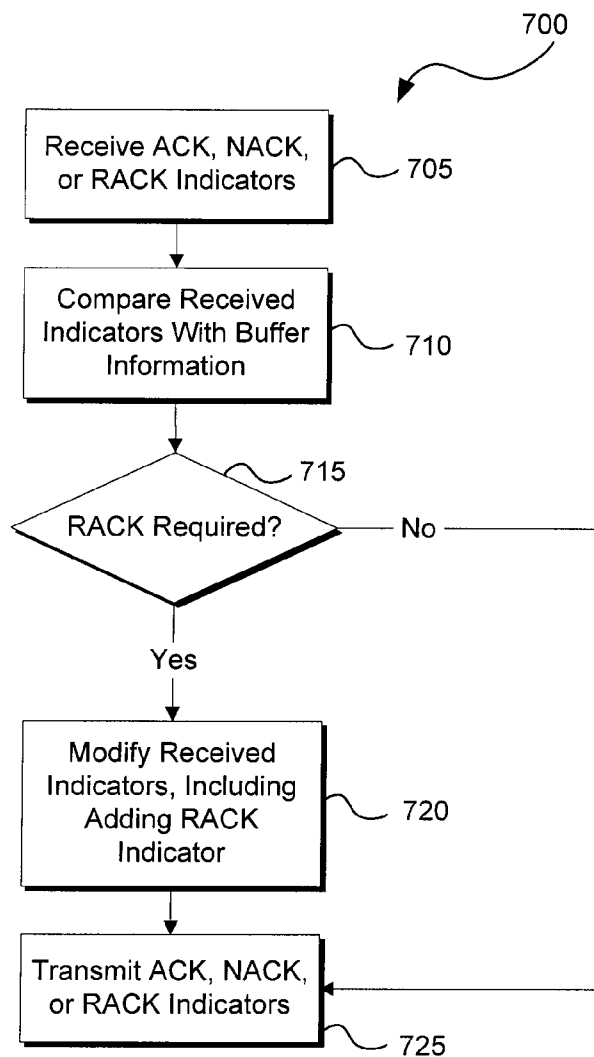 700
Receive ACK, NACK,
or RACK Indicators
705
Compare Received
Indicators With Buffer
Information
710
715
RACK Required?
No
Yes
Modify Received
Indicators, Including
Adding RACK
Indicator
720
Transmit ACK, NACK,
or RACK Indicators
725